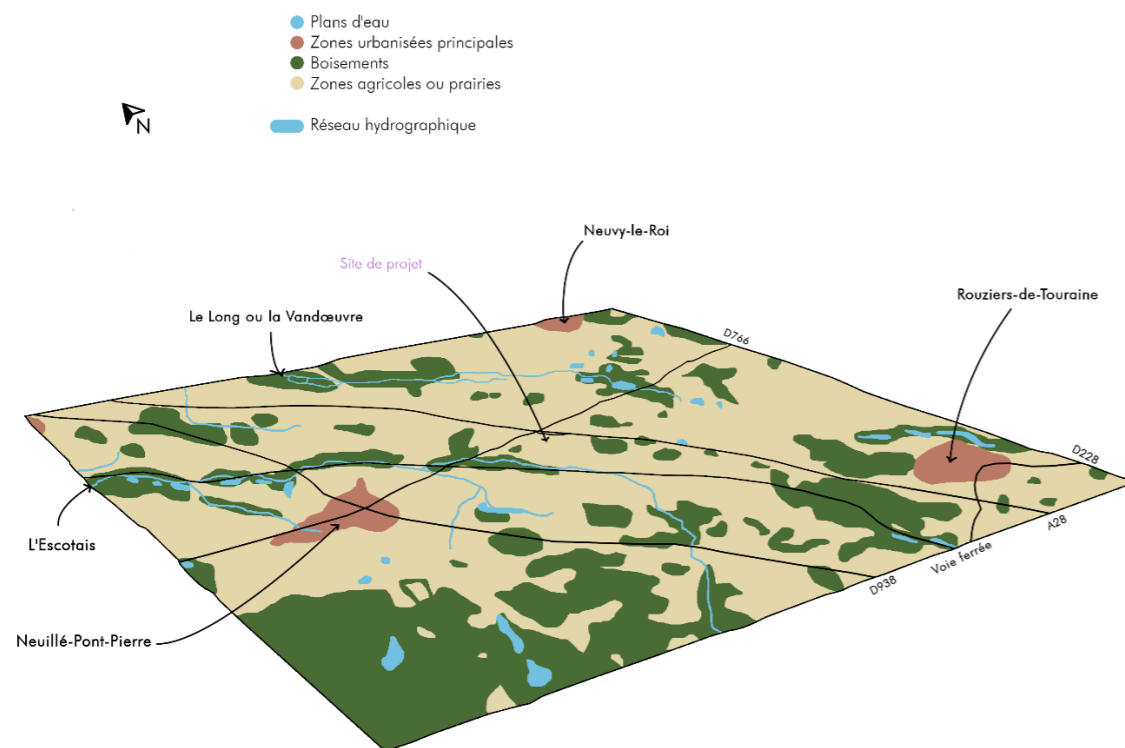 Plans d'eau
Zones urbanisées principales
Boisements
Zones agricoles ou prairies
Réseau hydrographique
N
Neuvy-le-Roi
Site de projet
Rouziers-de-Touraine
Le Long ou la Vandœuvre
D766
D228
A28
Voie ferrée
D938
L'Escotais
Neuillé-Pont-Pierre